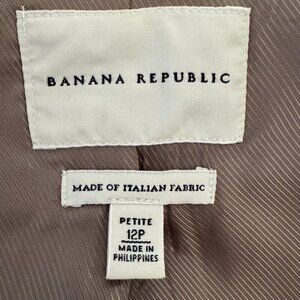 BANANA REPUBLIC
MADE OF ITALIAN FABRIC
PETITE
12P
MADE IN
PHILIPPINES